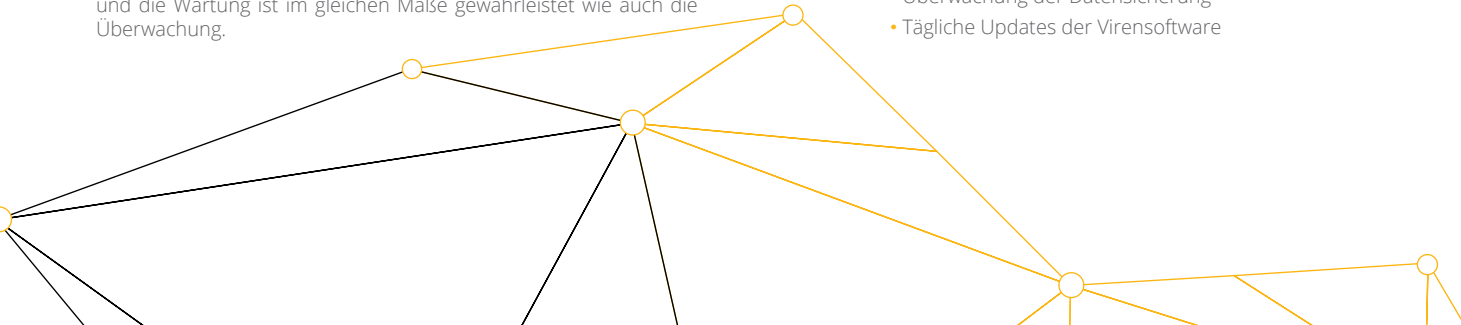 und die Wartung ist im gleichen Maße gewährleistet wie auch die
Überwachung.
Überwachung der Datensicherung
• Tägliche Updates der Virensoftware